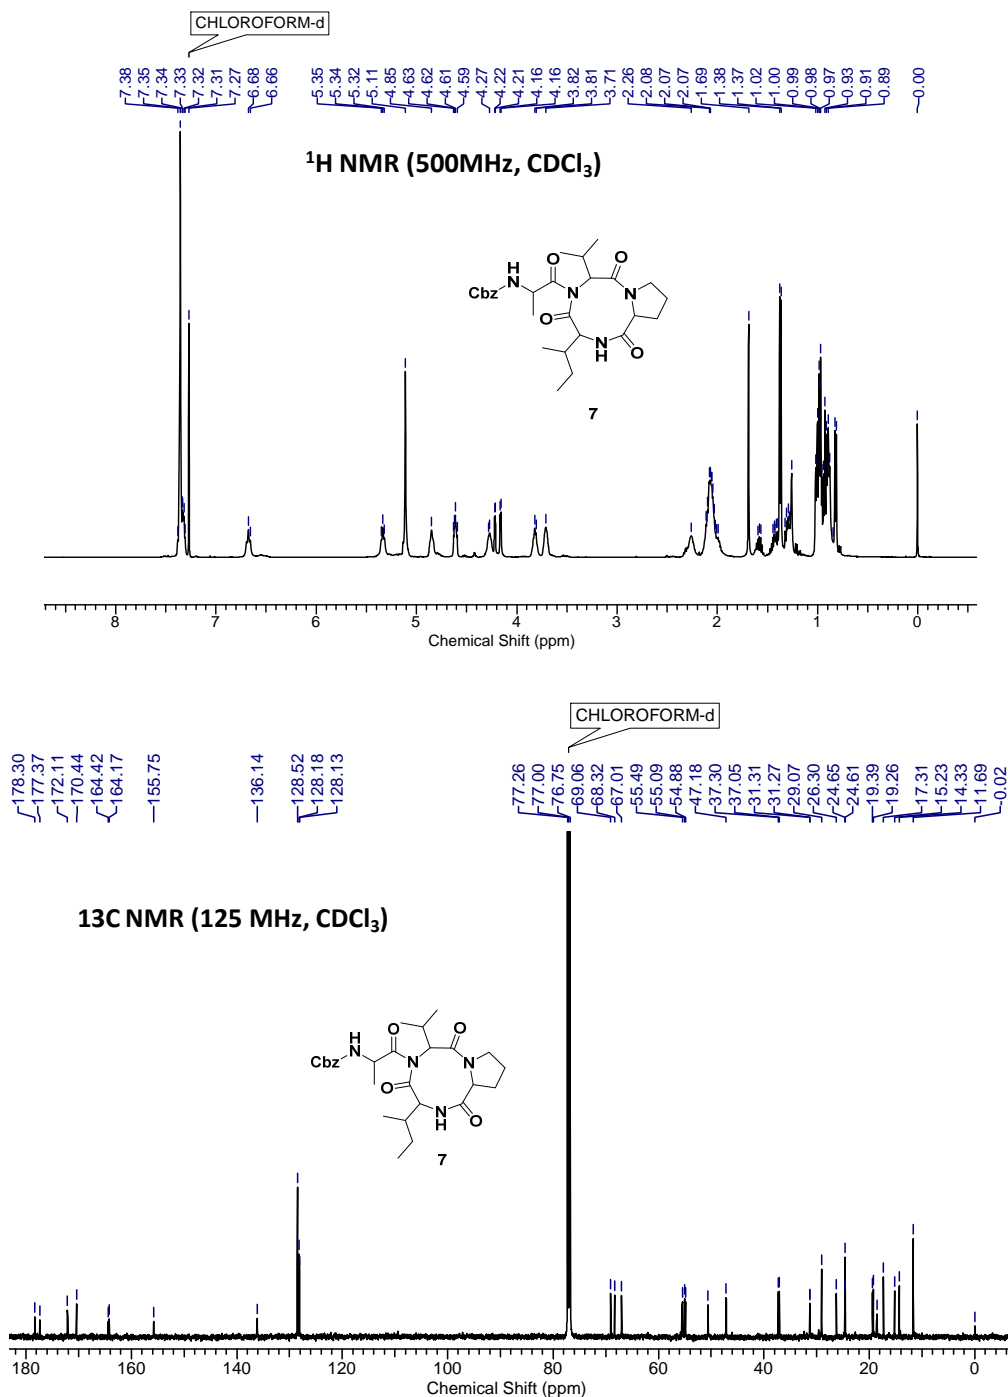 CHLOROFORM-d
7.38
7.35
7.34
7.33
7.32
7.31
7.27
6.68
6.66
5.35
5.34
5.32
5.11
4.85
4.63
4.62
4.61
4.59
4.27
4.22
4.21
4.16
4.16
3.82
3.81
3.71
2.26
2.08
2.07
2.07
1.69
1.38
1.37
1.02
1.00
0.99
0.98
0.97
0.93
0.91
0.89
-0.00
¹H NMR (500MHz, CDCl₃)
H
N
O
O
Cbz
N
N
O
N
H
O
7
8 7 6 5 4 3 2 1 0
Chemical Shift (ppm)
CHLOROFORM-d
178.30
177.37
172.11
170.44
164.42
164.17
155.75
136.14
128.52
128.18
128.13
77.26
77.00
76.75
69.06
68.32
67.01
55.49
55.09
54.88
47.18
37.30
37.05
31.31
31.27
29.07
26.30
24.65
24.61
19.39
19.26
17.31
15.23
14.33
11.69
-0.02
13C NMR (125 MHz, CDCl₃)
H
N
O
O
Cbz
N
N
O
N
H
O
7
180 160 140 120 100 80 60 40 20 0
Chemical Shift (ppm)